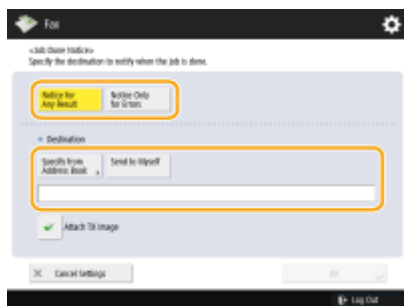 Fax
<Job Done Notice>
Specify the destination to notify when the job is done.
Notice for
Any Result
Notice Only
for Errors
Destination
Specify from
Address Book
Send to Myself
Attach TX Image
Cancel Settings
OK
Log Out